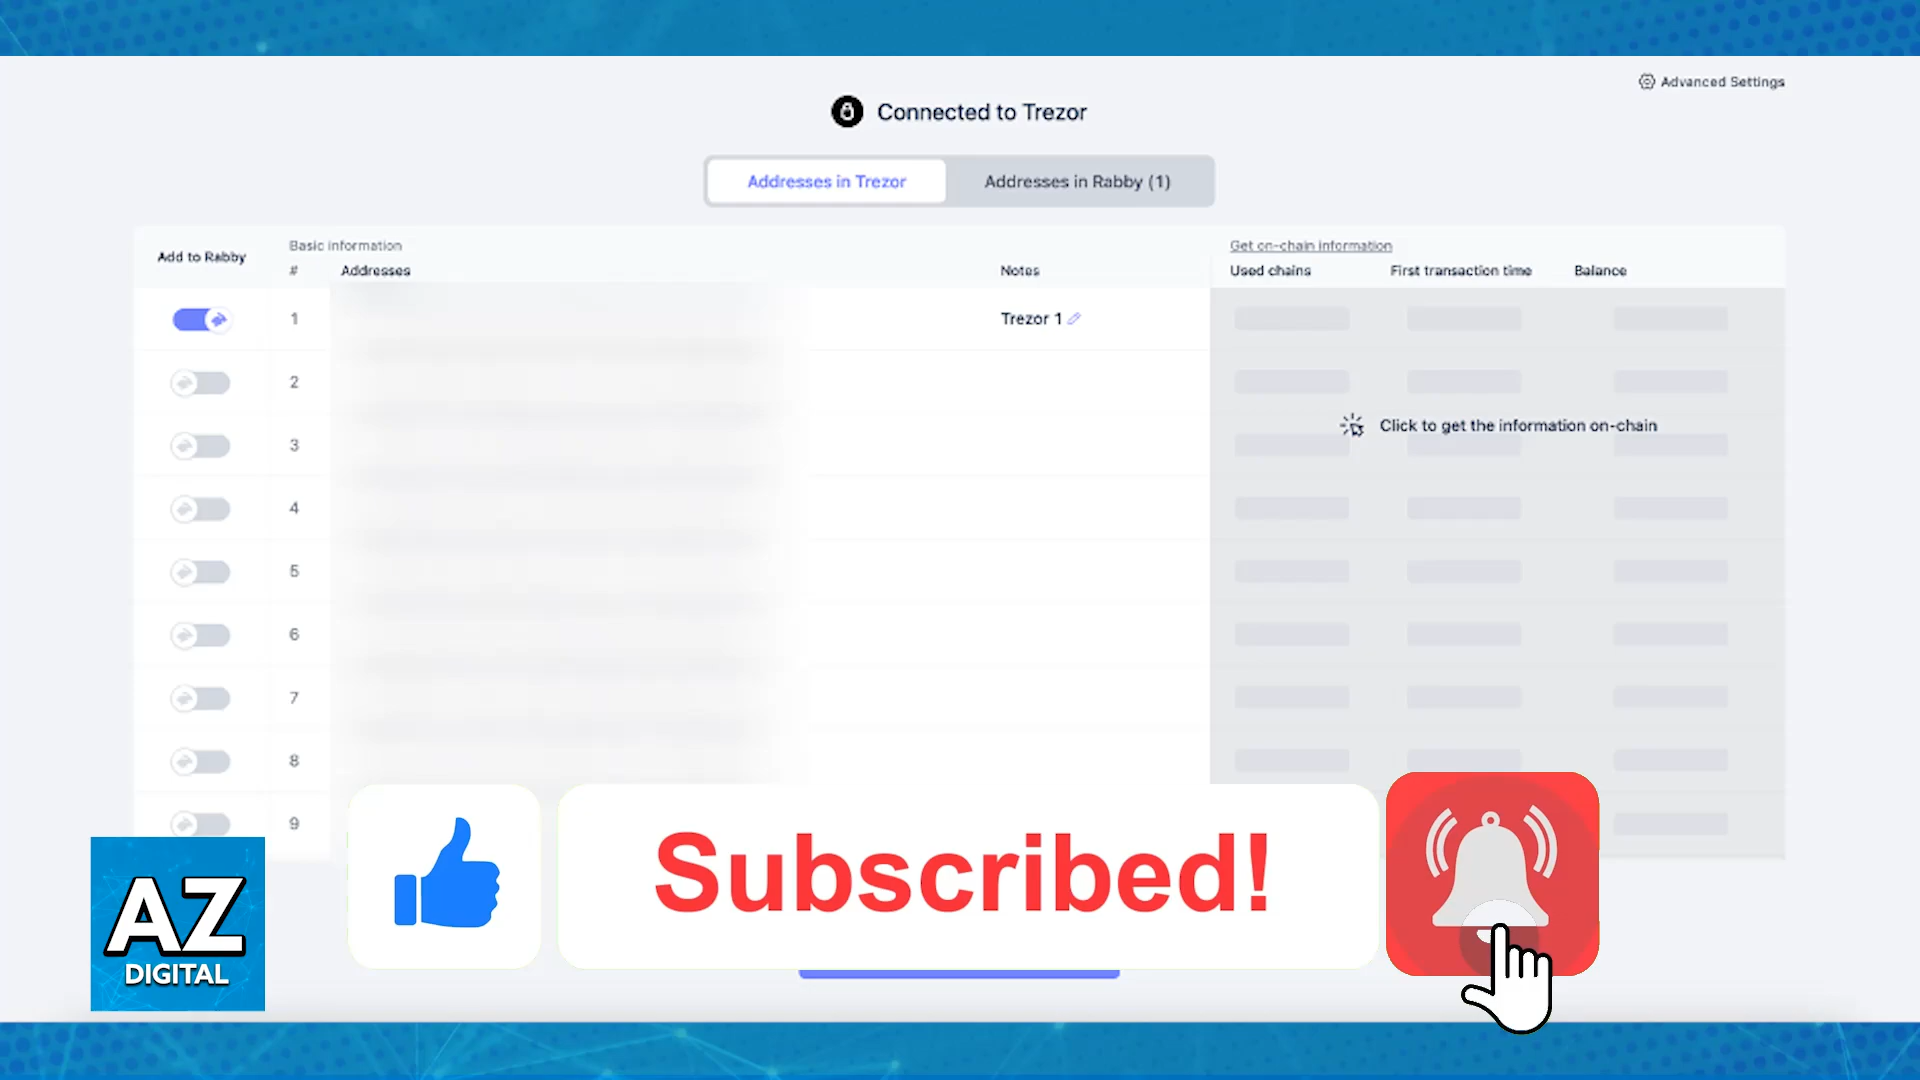 Advanced Settings
Connected to Trezor
Addresses in Trezor
Addresses in Rabby (1)
Add to Rabby
Basic information
Get on-chain information
# Addresses Notes Used chains First transaction time Balance
1 Trezor 1
2
3
Click to get the information on-chain
4
5
6
7
8
9
Subscribed!
AZ
DIGITAL